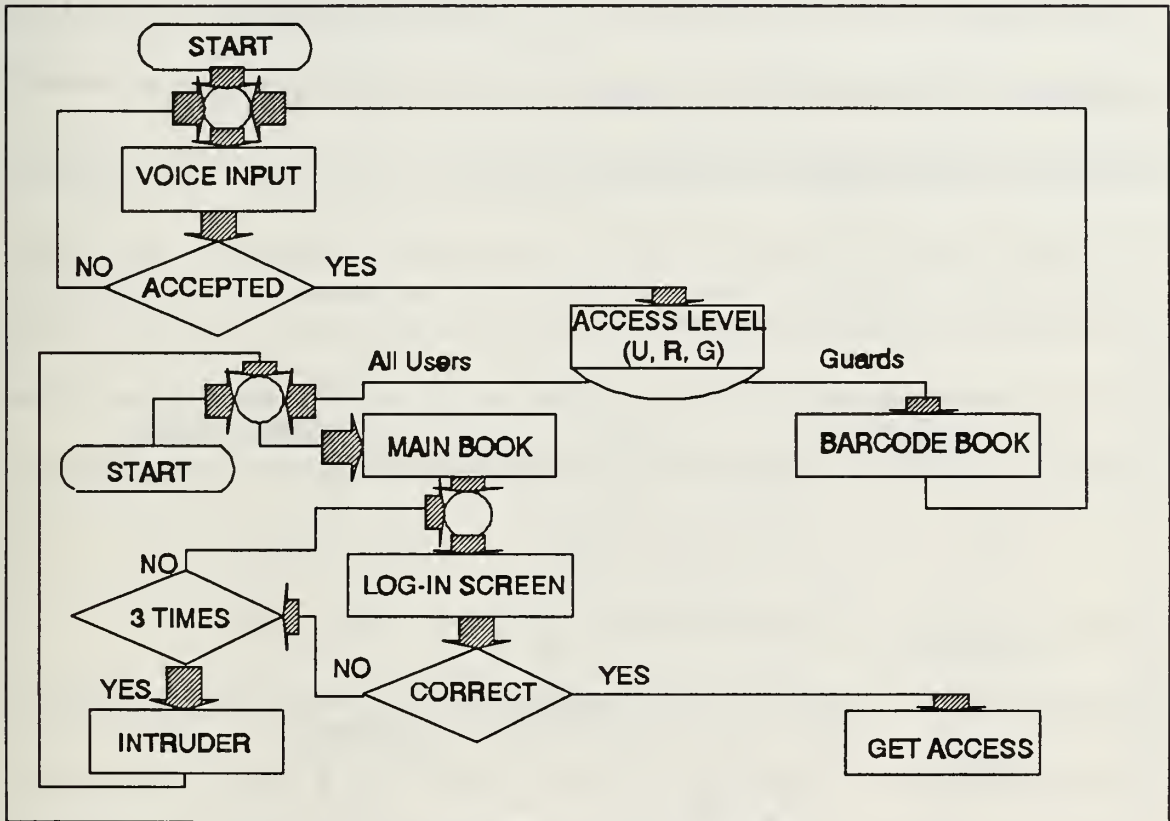 START
VOICE INPUT
NO
YES
ACCEPTED
ACCESS LEVEL
(U, R, G)
All Users
Guards
START
MAIN BOOK
BARCODE BOOK
NO
LOG-IN SCREEN
3 TIMES
NO
YES
CORRECT
YES
INTRUDER
GET ACCESS